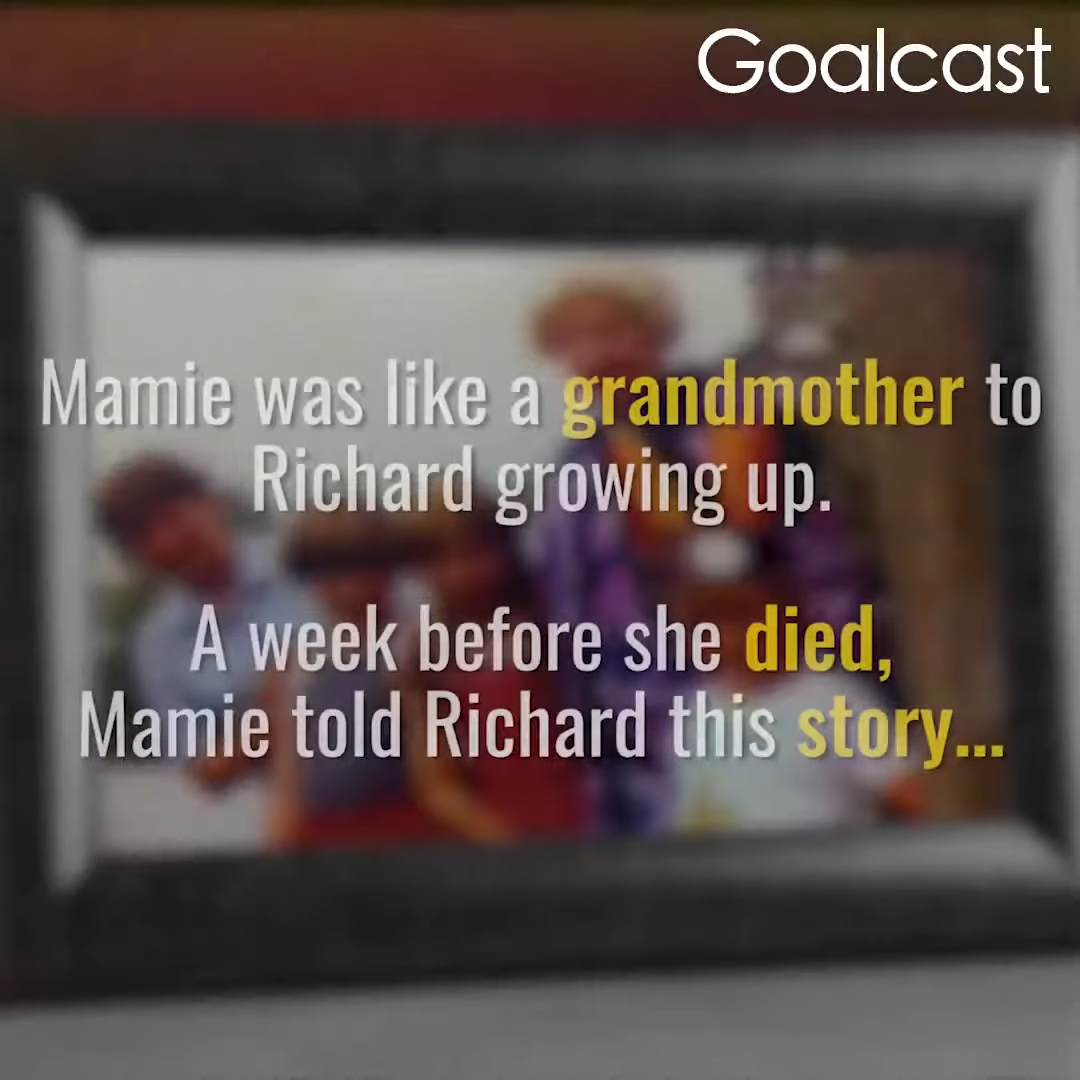 Goalcast
Mamie was like a grandmother to
Richard growing up.
A week before she died,
Mamie told Richard this story...